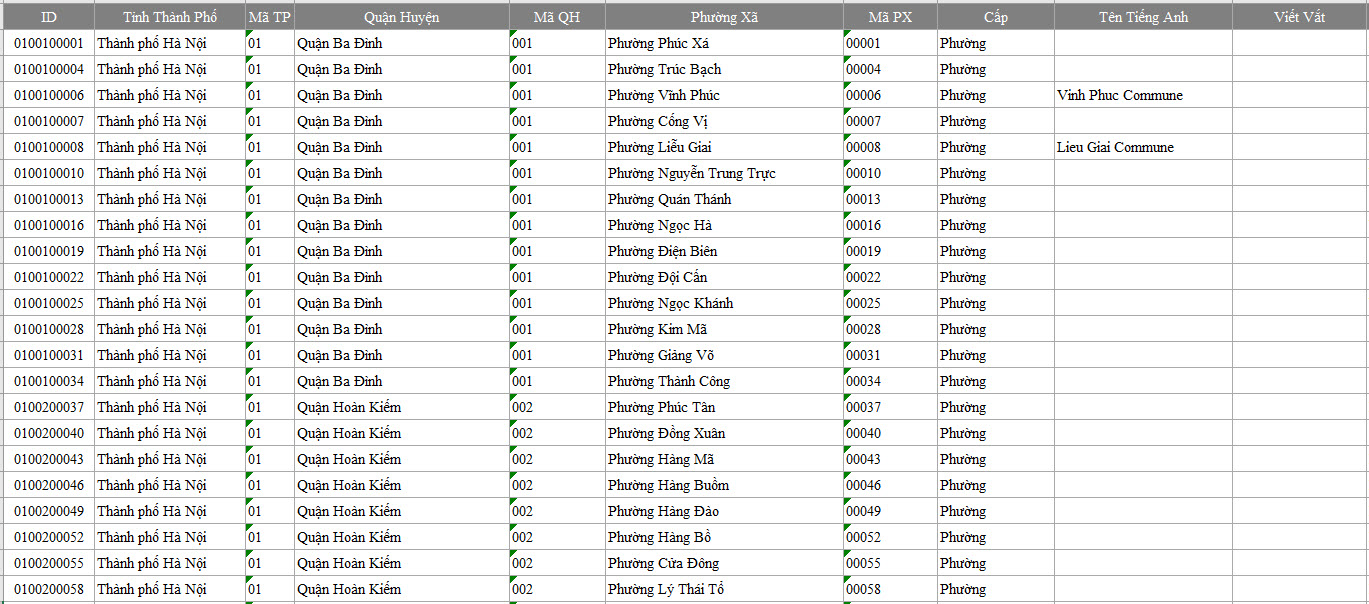 ID Tỉnh Thành Phố Mã TP Quận Huyện Mã QH Phường Xã Mã PX Cấp Tên Tiếng Anh Viết Vắt
0100100001 Thành phố Hà Nội 01 Quận Ba Đình 001 Phường Phúc Xá 00001 Phường
0100100004 Thành phố Hà Nội 01 Quận Ba Đình 001 Phường Trúc Bạch 00004 Phường
0100100006 Thành phố Hà Nội 01 Quận Ba Đình 001 Phường Vĩnh Phúc 00006 Phường Vinh Phuc Commune
0100100007 Thành phố Hà Nội 01 Quận Ba Đình 001 Phường Cống Vị 00007 Phường
0100100008 Thành phố Hà Nội 01 Quận Ba Đình 001 Phường Liễu Giai 00008 Phường Lieu Giai Commune
0100100010 Thành phố Hà Nội 01 Quận Ba Đình 001 Phường Nguyễn Trung Trực 00010 Phường
0100100013 Thành phố Hà Nội 01 Quận Ba Đình 001 Phường Quán Thánh 00013 Phường
0100100016 Thành phố Hà Nội 01 Quận Ba Đình 001 Phường Ngọc Hà 00016 Phường
0100100019 Thành phố Hà Nội 01 Quận Ba Đình 001 Phường Điện Biên 00019 Phường
0100100022 Thành phố Hà Nội 01 Quận Ba Đình 001 Phường Đội Cấn 00022 Phường
0100100025 Thành phố Hà Nội 01 Quận Ba Đình 001 Phường Ngọc Khánh 00025 Phường
0100100028 Thành phố Hà Nội 01 Quận Ba Đình 001 Phường Kim Mã 00028 Phường
0100100031 Thành phố Hà Nội 01 Quận Ba Đình 001 Phường Giảng Võ 00031 Phường
0100100034 Thành phố Hà Nội 01 Quận Ba Đình 001 Phường Thành Công 00034 Phường
0100200037 Thành phố Hà Nội 01 Quận Hoàn Kiếm 002 Phường Phúc Tân 00037 Phường
0100200040 Thành phố Hà Nội 01 Quận Hoàn Kiếm 002 Phường Đồng Xuân 00040 Phường
0100200043 Thành phố Hà Nội 01 Quận Hoàn Kiếm 002 Phường Hàng Mã 00043 Phường
0100200046 Thành phố Hà Nội 01 Quận Hoàn Kiếm 002 Phường Hàng Buồm 00046 Phường
0100200049 Thành phố Hà Nội 01 Quận Hoàn Kiếm 002 Phường Hàng Đào 00049 Phường
0100200052 Thành phố Hà Nội 01 Quận Hoàn Kiếm 002 Phường Hàng Bồ 00052 Phường
0100200055 Thành phố Hà Nội 01 Quận Hoàn Kiếm 002 Phường Cửa Đông 00055 Phường
0100200058 Thành phố Hà Nội 01 Quận Hoàn Kiếm 002 Phường Lý Thái Tổ 00058 Phường